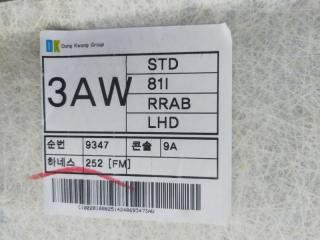 DK Dong Kwang Group
3AW
STD
81I
RRAB
LHD
순번 9347 콘솔 9A
하네스 252 [FM]